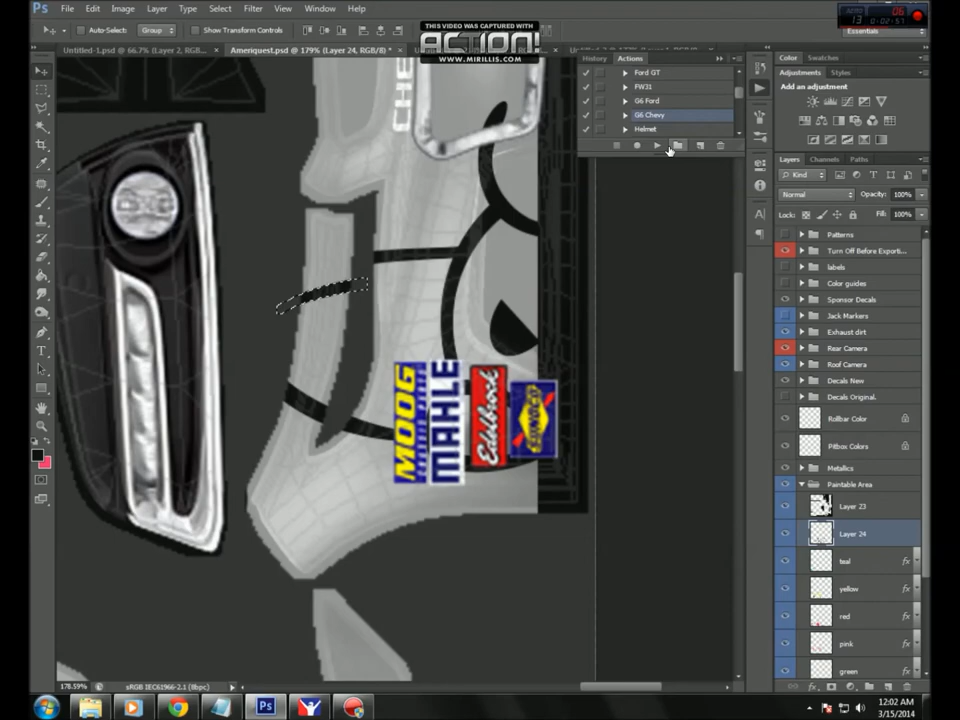 Ps File Edit Image Layer Type Select Filter View Window Help
THIS VIDEO WAS CAPTURED WITH
ACTION!
WWW.MIRILLIS.COM
Auto-Select: Group Show Transform Controls
Essentials
Untitled-1.psd @ 66.7% (Layer 2, RGB/8) * × Ameriquest.psd @ 179% (Layer 24, RGB/8) * ×
History Actions
Ford GT
FW31
G6 Ford
G6 Chevy
Helmet
Color Swatches
Adjustments Styles
Add an adjustment
Layers Channels Paths
Kind
Normal Opacity: 100%
Lock: Fill: 100%
Patterns
Turn Off Before Exporti...
labels
Color guides
Sponsor Decals
Jack Markers
Exhaust dirt
Rear Camera
Roof Camera
Decals New
Decals Original.
Rollbar Color
Pitbox Colors
Metallics
Paintable Area
Layer 23
Layer 24
teal fx
yellow fx
red fx
pink fx
green fx
CHE
MOOG
MAHLE
Edelbrock
SUNOCO
178.59% sRGB IEC61966-2.1 (8bpc)
12:02 AM
3/15/2014